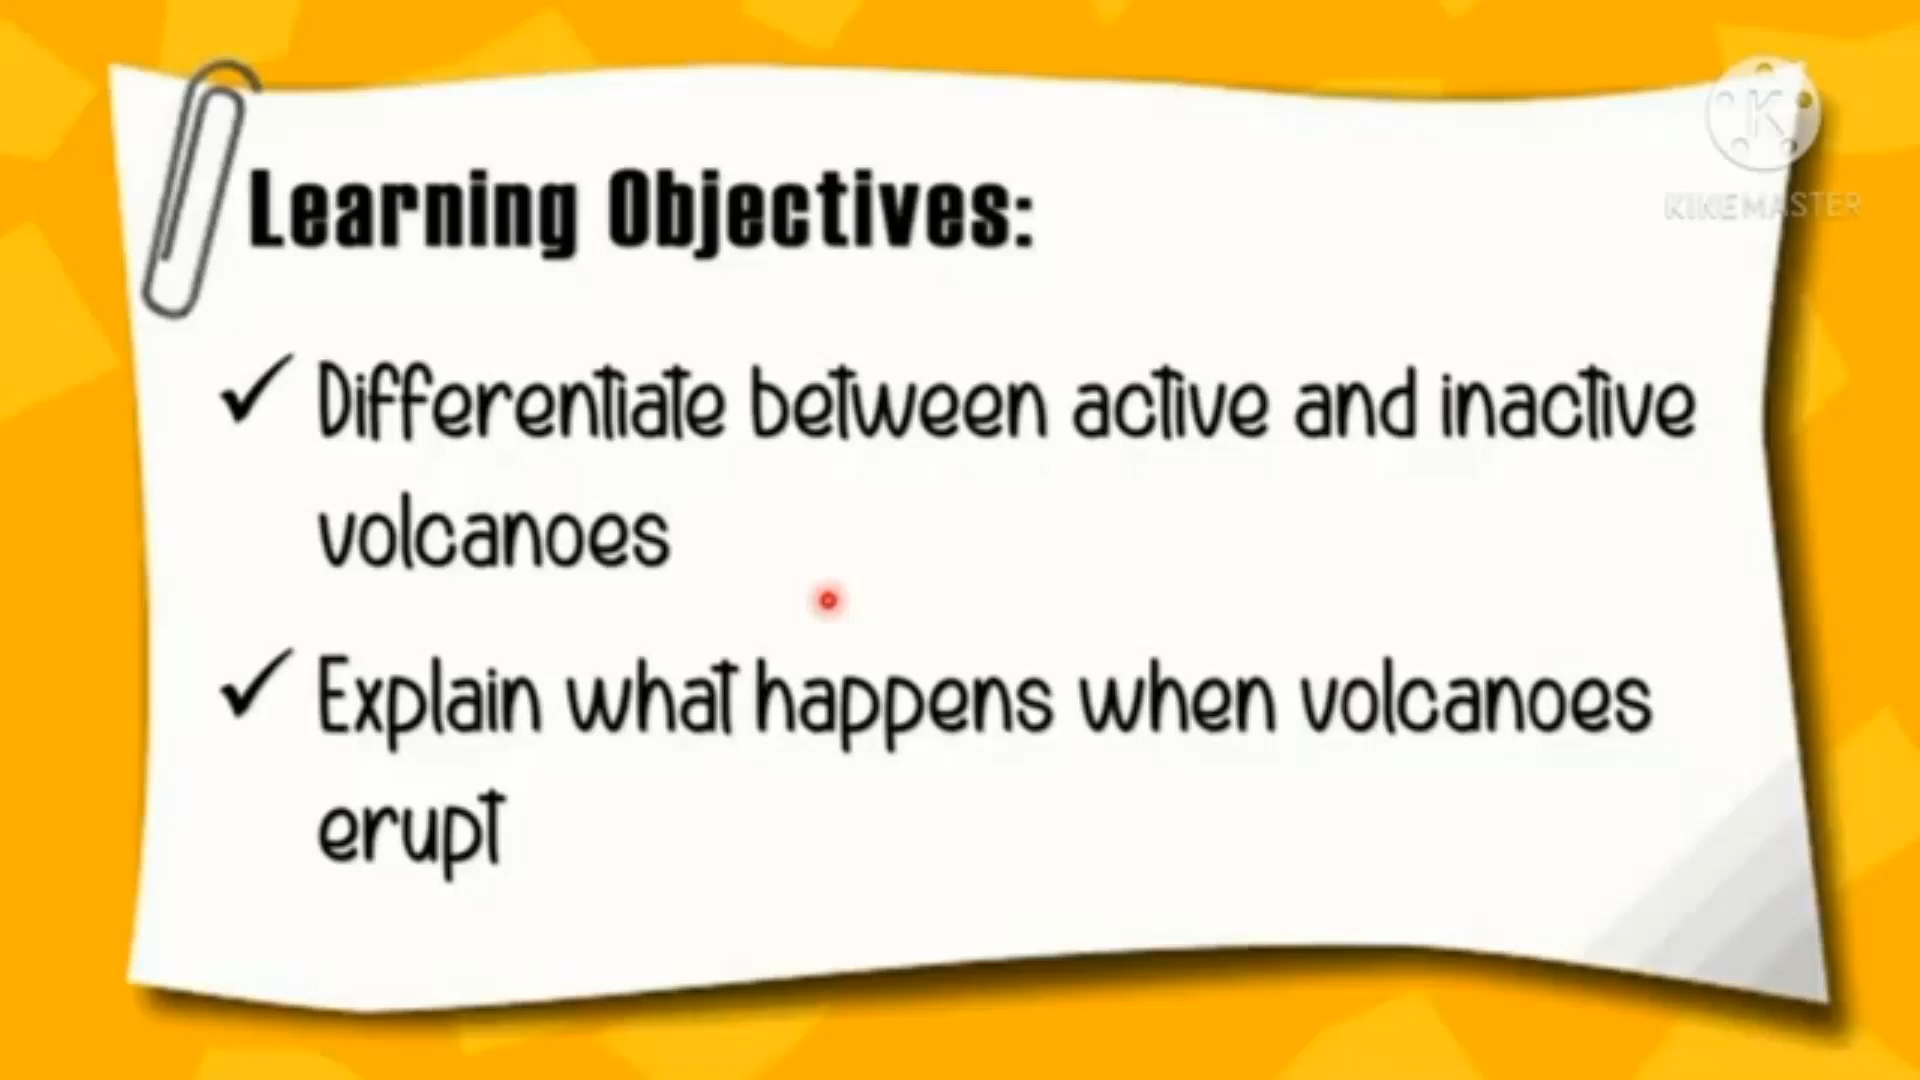 K
KINEMASTER
Learning Objectives:
✓ Differentiate between active and inactive
volcanoes
✓ Explain what happens when volcanoes
erupt